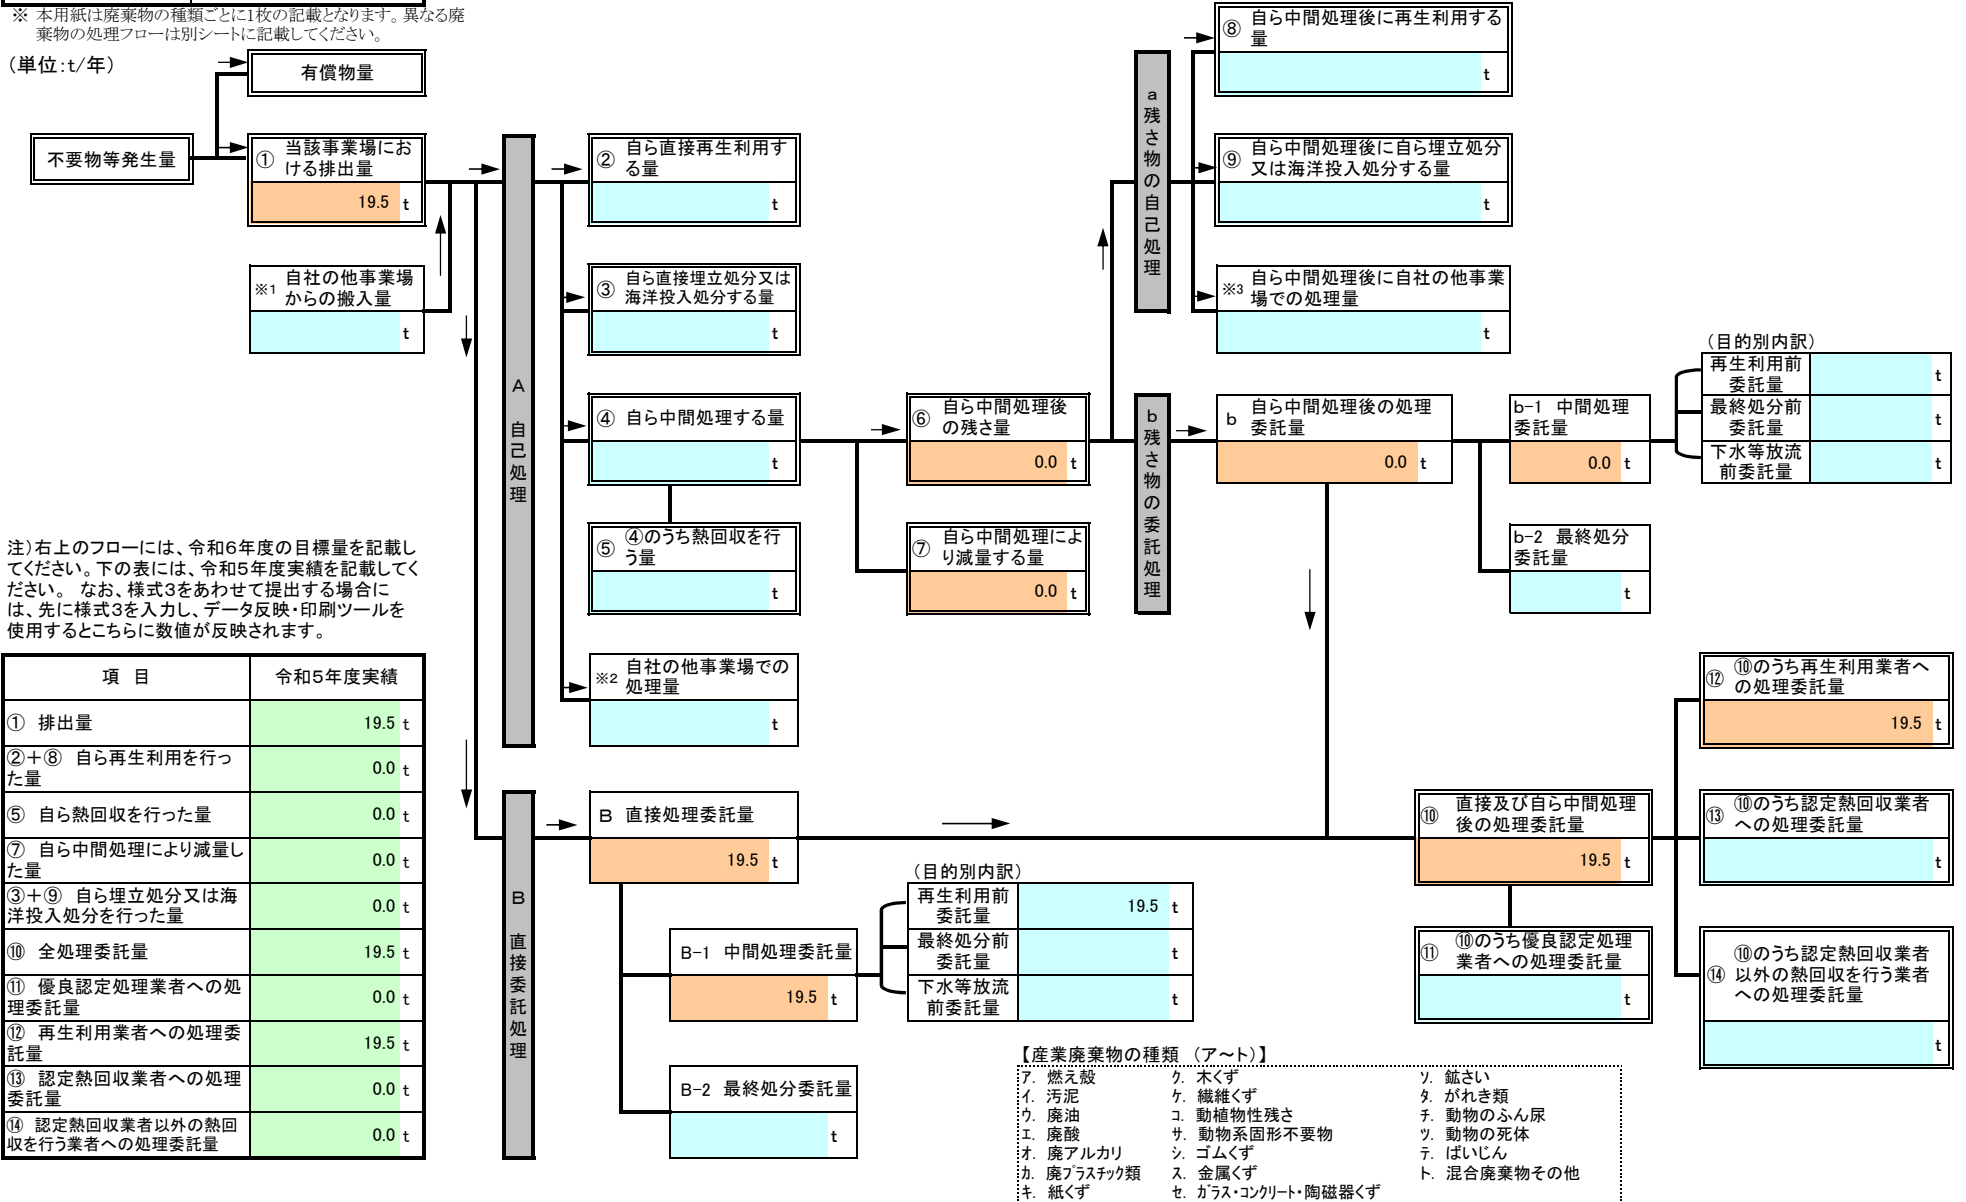 ※ 本用紙は廃棄物の種類ごとに1枚の記載となります。異なる廃
棄物の処理フローは別シートに記載してください。
(単位:t/年)
有償物量
不要物等発生量
① 当該事業場にお
ける排出量
19.5 t
※1 自社の他事業場
からの搬入量
t
A 自己処理
② 自ら直接再生利用す
る量
t
③ 自ら直接埋立処分又は
海洋投入処分する量
t
④ 自ら中間処理する量
t
⑤ ④のうち熱回収を行
う量
t
※2 自社の他事業場での
処理量
t
⑥ 自ら中間処理後
の残さ量
0.0 t
⑦ 自ら中間処理によ
り減量する量
0.0 t
a 残さ物の自己処理
⑧ 自ら中間処理後に再生利用する
量
t
⑨ 自ら中間処理後に自ら埋立処分
又は海洋投入処分する量
t
※3 自ら中間処理後に自社の他事業
場での処理量
t
b 残さ物の委託処理
b 自ら中間処理後の処理
委託量
0.0 t
b-1 中間処理
委託量
0.0 t
b-2 最終処分
委託量
t
(目的別内訳)
再生利用前
委託量
t
最終処分前
委託量
t
下水等放流
前委託量
t
注)右上のフローには、令和6年度の目標量を記載し
てください。下の表には、令和5年度実績を記載してく
ださい。 なお、様式3をあわせて提出する場合に
は、先に様式3を入力し、データ反映・印刷ツールを
使用するとこちらに数値が反映されます。
項 目 令和5年度実績
① 排出量 19.5 t
②+⑧ 自ら再生利用を行っ
た量 0.0 t
⑤ 自ら熱回収を行った量 0.0 t
⑦ 自ら中間処理により減量し
た量 0.0 t
③+⑨ 自ら埋立処分又は海
洋投入処分を行った量 0.0 t
⑩ 全処理委託量 19.5 t
⑪ 優良認定処理業者への処
理委託量 0.0 t
⑫ 再生利用業者への処理委
託量 19.5 t
⑬ 認定熱回収業者への処理
委託量 0.0 t
⑭ 認定熱回収業者以外の熱回
収を行う業者への処理委託量 0.0 t
B 直接委託処理
B 直接処理委託量
19.5 t
B-1 中間処理委託量
19.5 t
B-2 最終処分委託量
t
(目的別内訳)
再生利用前
委託量
19.5 t
最終処分前
委託量
t
下水等放流
前委託量
t
⑩ 直接及び自ら中間処理
後の処理委託量
19.5 t
⑪ ⑩のうち優良認定処理
業者への処理委託量
t
⑫ ⑩のうち再生利用業者へ
の処理委託量
19.5 t
⑬ ⑩のうち認定熱回収業者
への処理委託量
t
⑭ ⑩のうち認定熱回収業者
以外の熱回収を行う業者
への処理委託量
t
【産業廃棄物の種類 (ア~ト)】
ア. 燃え殻 ク. 木くず ソ. 鉱さい
イ. 汚泥 ケ. 繊維くず タ. がれき類
ウ. 廃油 コ. 動植物性残さ チ. 動物のふん尿
エ. 廃酸 サ. 動物系固形不要物 ツ. 動物の死体
オ. 廃アルカリ シ. ゴムくず テ. ばいじん
カ. 廃プラスチック類 ス. 金属くず ト. 混合廃棄物その他
キ. 紙くず セ. ガラス・コンクリート・陶磁器くず